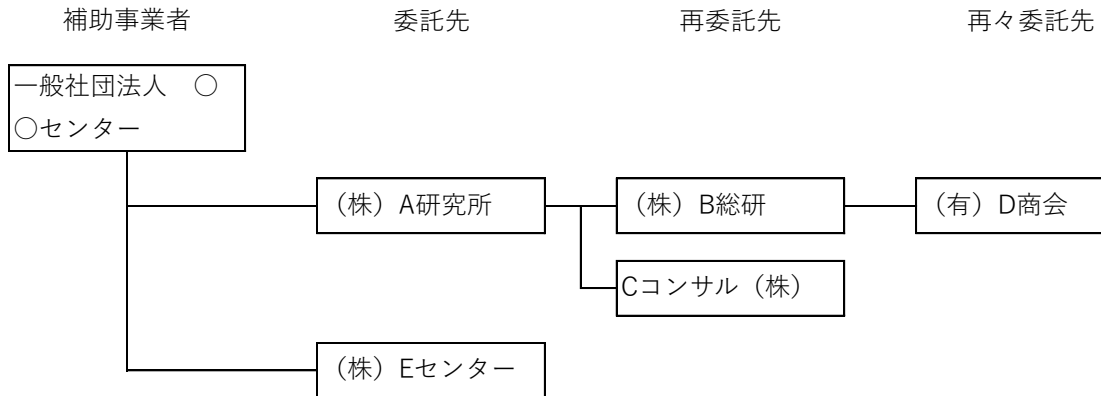 補助事業者 委託先 再委託先 再々委託先
一般社団法人　○
○センター
（株）A研究所 （株）B総研 （有）D商会
Cコンサル（株）
（株）Eセンター